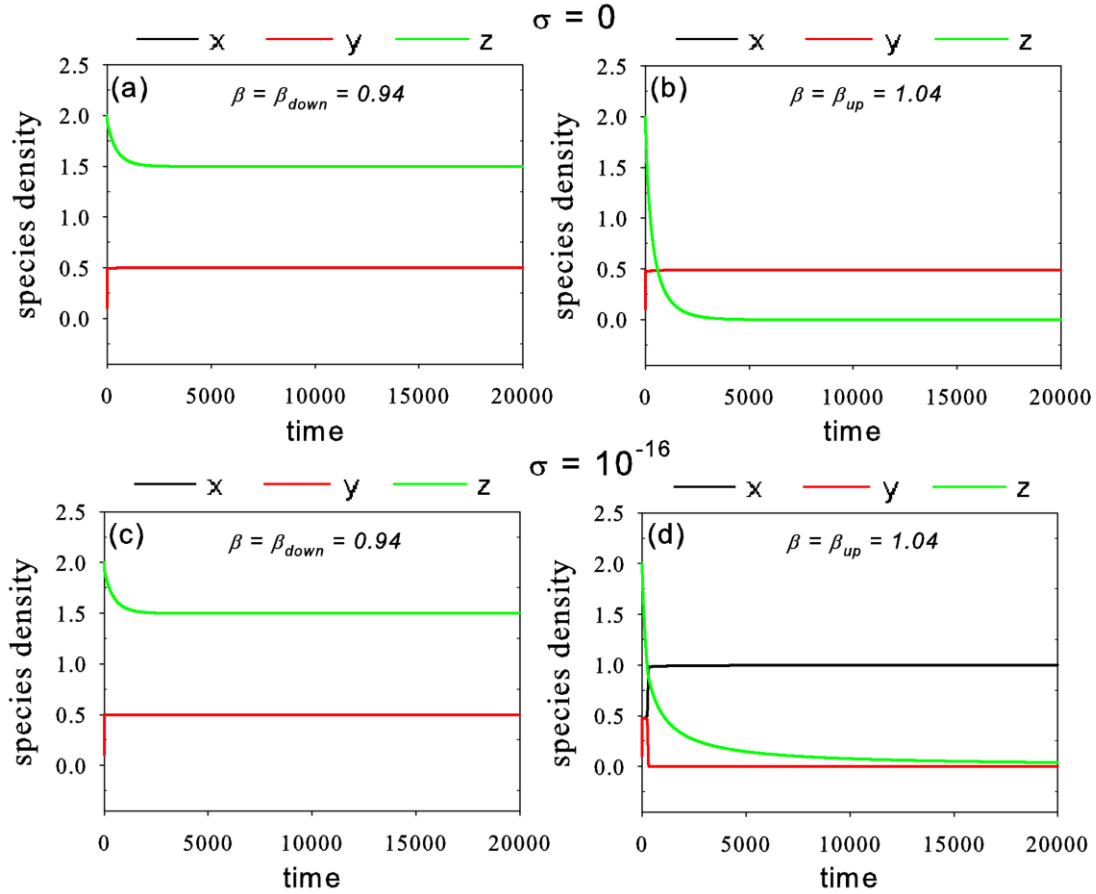 σ = 0
x y z
x y z
(a) β = βdown = 0.94
(b) β = βup = 1.04
species density
2.5
2.0
1.5
1.0
0.5
0.0
0 5000 10000 15000 20000
time
species density
2.5
2.0
1.5
1.0
0.5
0.0
0 5000 10000 15000 20000
time
σ = 10-16
x y z
x y z
(c) β = βdown = 0.94
(d) β = βup = 1.04
species density
2.5
2.0
1.5
1.0
0.5
0.0
0 5000 10000 15000 20000
time
species density
2.5
2.0
1.5
1.0
0.5
0.0
0 5000 10000 15000 20000
time